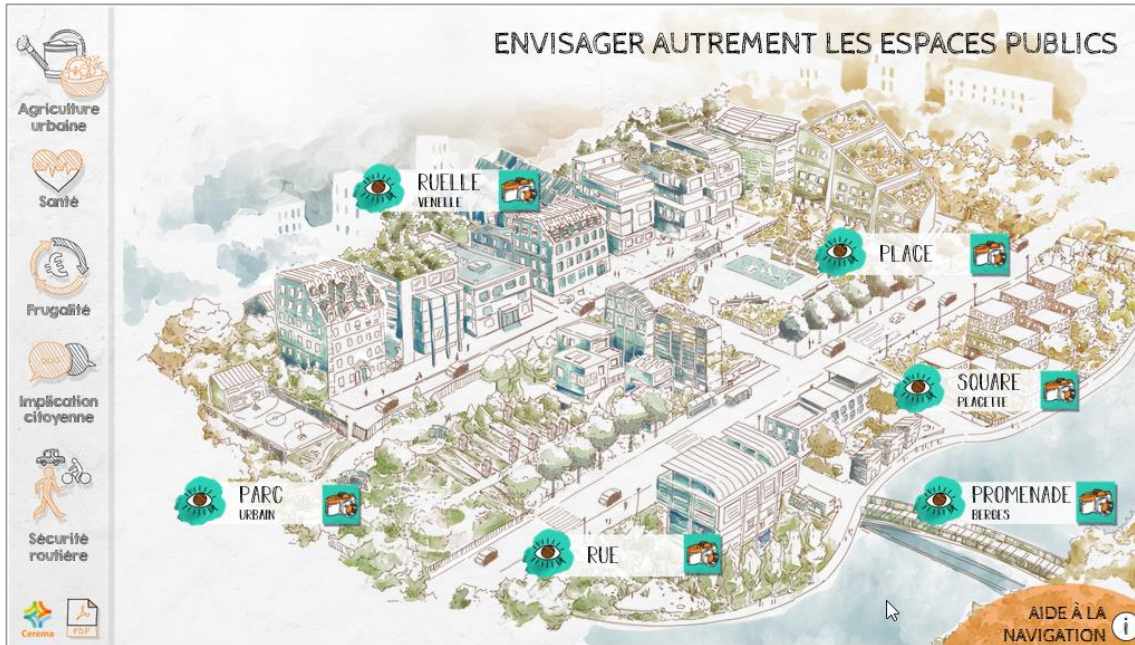 ENVISAGER AUTREMENT LES ESPACES PUBLICS
Agriculture
urbaine
Santé
Frugalité
Implication
citoyenne
Sécurité
routière
Cerema
PDF
RUELLE
VENELLE
PLACE
SQUARE
PLACETTE
PARC
URBAIN
PROMENADE
BERGES
RUE
AIDE À LA
NAVIGATION
i